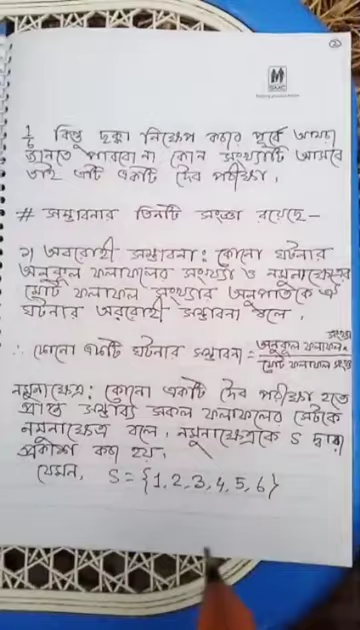 ②
SMC
1/6 কিন্তু ছক্কা নিক্ষেপ করার পূর্বে আমরা
জানতে পারবো না কোন সংখ্যাটি আসবে
তাই এটি একটি দৈব পরীক্ষা।
# সম্ভাবনার তিনটি সংজ্ঞা রয়েছে-
১) অবরোহী সম্ভাবনা: কোনো ঘটনার
অনুকূল ফলাফলের সংখ্যা ও নমুনাক্ষেত্রের
মোট ফলাফল সংখ্যার অনুপাতকে ঐ
ঘটনার অবরোহী সম্ভাবনা বলে।
∴ কোনো একটি ঘটনার সম্ভাবনা = অনুকূল ফলাফল সংখ্যা / মোট ফলাফল সংখ্যা
নমুনাক্ষেত্র: কোনো একটি দৈব পরীক্ষা হতে
প্রাপ্ত সম্ভাব্য সকল ফলাফলের সেটকে
নমুনাক্ষেত্র বলে, নমুনাক্ষেত্রকে S দ্বারা
প্রকাশ করা হয়,
যেমন, S = {1, 2, 3, 4, 5, 6}